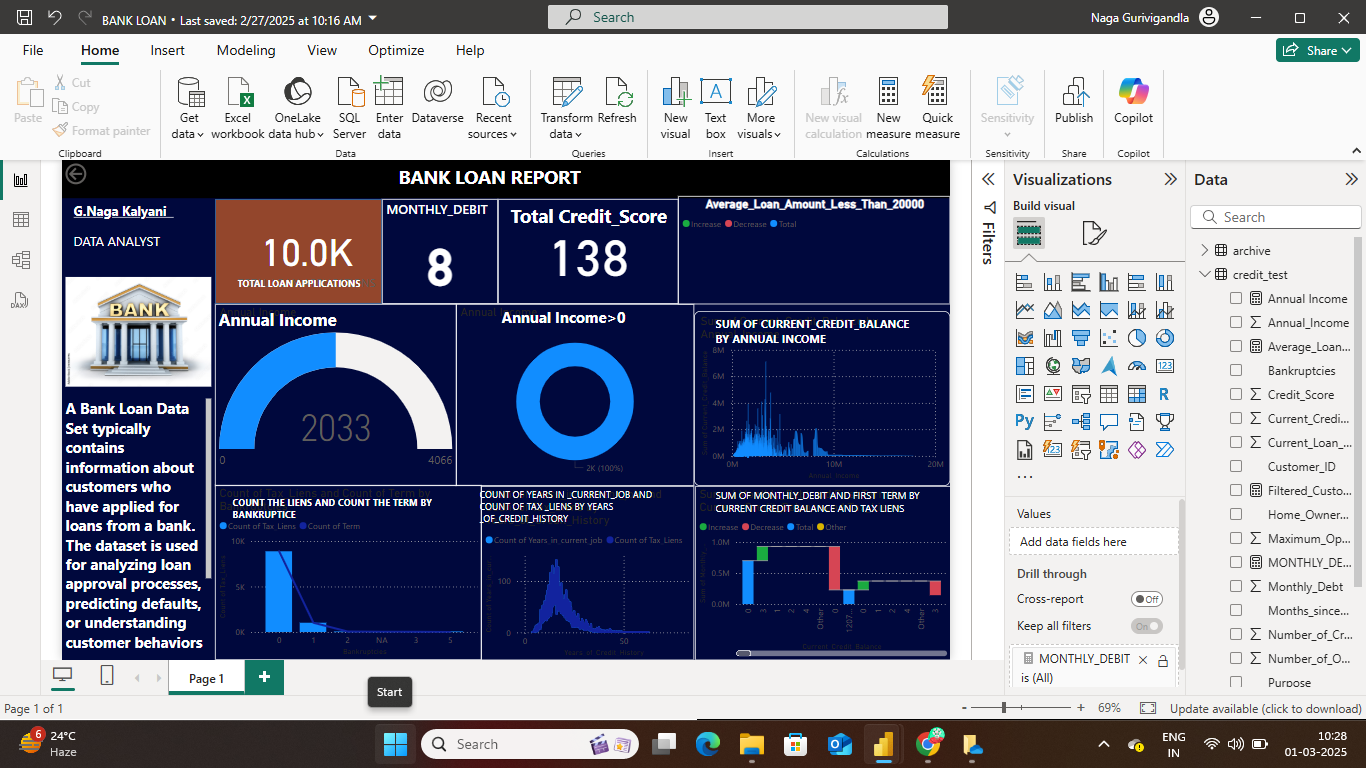 BANK LOAN • Last saved: 2/27/2025 at 10:16 AM
Search
Naga Gurivigandla
File Home Insert Modeling View Optimize Help
Share
Paste
Cut
Copy
Format painter
Clipboard
Get data
Excel workbook
OneLake data hub
SQL Server
Enter data
Dataverse
Recent sources
Data
Transform data
Refresh
Queries
New visual
Text box
More visuals
Insert
New visual calculation
New measure
Quick measure
Calculations
Sensitivity
Sensitivity
Publish
Share
Copilot
Copilot
BANK LOAN REPORT
G.Naga Kalyani
DATA ANALYST
BANK
A Bank Loan Data
Set typically
contains
information about
customers who
have applied for
loans from a bank.
The dataset is used
for analyzing loan
approval processes,
predicting defaults,
or understanding
customer behaviors
10.0K
TOTAL LOAN APPLICATIONS
MONTHLY_DEBIT
8
Total Credit_Score
138
Average_Loan_Amount_Less_Than_20000
Increase Decrease Total
Annual Income
2033
0 4066
Annual Income>0
2K (100%)
SUM OF CURRENT_CREDIT_BALANCE
BY ANNUAL INCOME
8M
6M
4M
2M
0M
0M 10M 20M
Annual Income
COUNT THE LIENS AND COUNT THE TERM BY
BANKRUPTICE
Count of Tax_Liens Count of Term
10K
5K
0K
0 1 2 NA 3 5
Bankruptcies
COUNT OF YEARS IN _CURRENT_JOB AND
COUNT OF TAX _LIENS BY YEARS
_OF_CREDIT_HISTORY
Count of Years in current_job Count of Tax Liens
100
0
0 50
Years of Credit History
SUM OF MONTHLY_DEBIT AND FIRST TERM BY
CURRENT CREDIT BALANCE AND TAX LIENS
Increase Decrease Total Other
1.0M
0.5M
0.0M
0 3 1 2 4 Other 0 1207... 0 1 2 4 Other 3
Current Credit Balance
Filters
Visualizations
Build visual
Values
Add data fields here
Drill through
Cross-report Off
Keep all filters On
MONTHLY_DEBIT
is (All)
Data
Search
archive
credit_test
Annual Income
Annual_Income
Average_Loan...
Bankruptcies
Credit_Score
Current_Credi...
Current_Loan_...
Customer_ID
Filtered_Custo...
Home_Owner...
Maximum_Op...
MONTHLY_DE...
Monthly_Debt
Months_since...
Number_of_Cr...
Number_of_O...
Purpose
Page 1
Start
Page 1 of 1
- + 69%
Update available (click to download)
6
24°C
Haze
Search
ENG
IN
10:28
01-03-2025